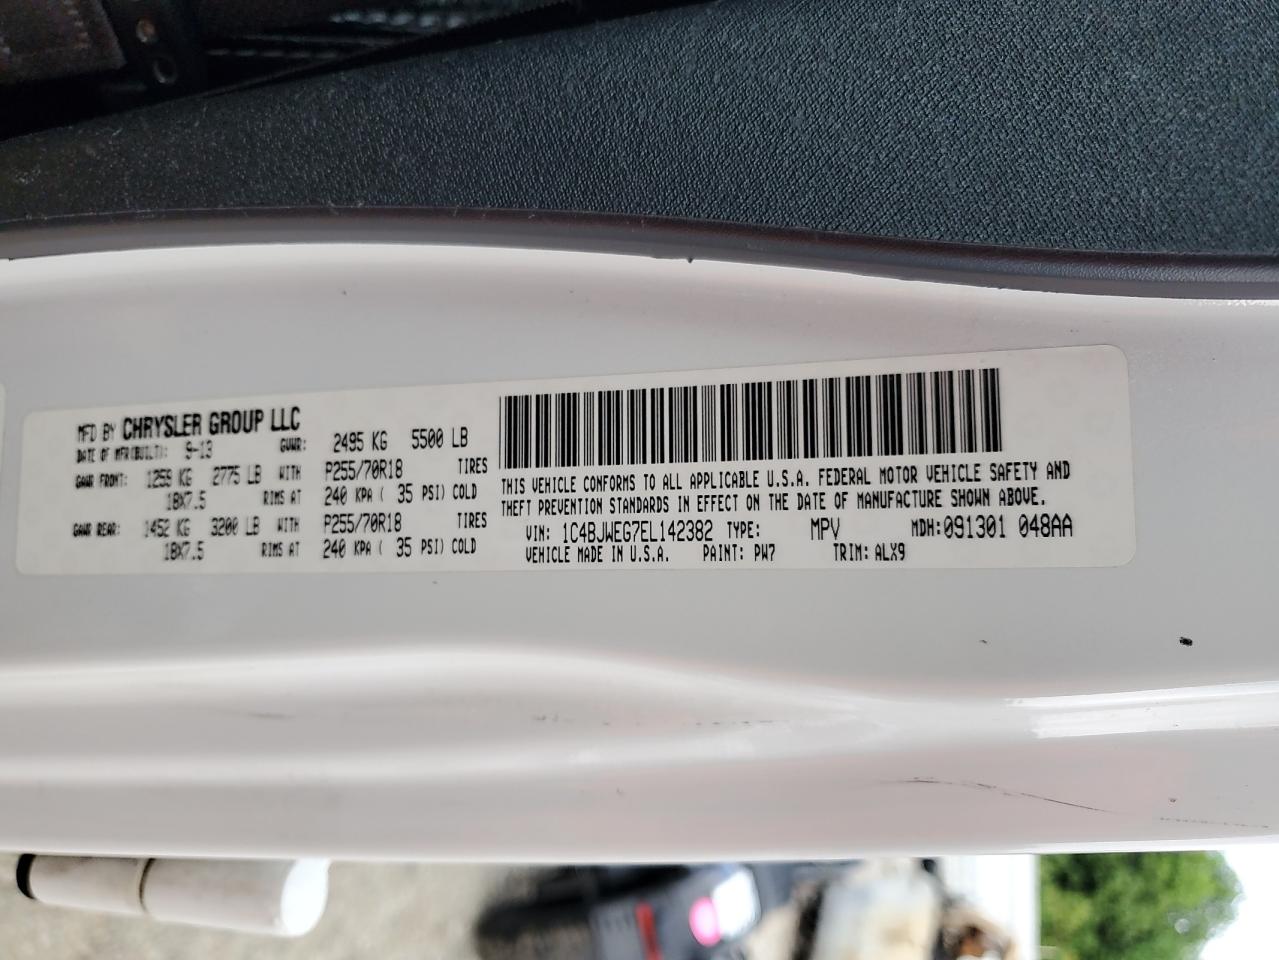 MFD BY CHRYSLER GROUP LLC
DATE OF MFR(BUILT): 9-13 GVWR: 2495 KG 5500 LB
GAWR FRONT: 1259 KG 2775 LB WITH P255/70R18 TIRES
18X7.5 RIMS AT 240 KPA ( 35 PSI) COLD
GAWR REAR: 1452 KG 3200 LB WITH P255/70R18 TIRES
18X7.5 RIMS AT 240 KPA ( 35 PSI) COLD
THIS VEHICLE CONFORMS TO ALL APPLICABLE U.S.A. FEDERAL MOTOR VEHICLE SAFETY AND
THEFT PREVENTION STANDARDS IN EFFECT ON THE DATE OF MANUFACTURE SHOWN ABOVE.
VIN: 1C4BJWEG7EL142382 TYPE: MPV MDH:091301 048AA
VEHICLE MADE IN U.S.A. PAINT: PW7 TRIM: ALX9